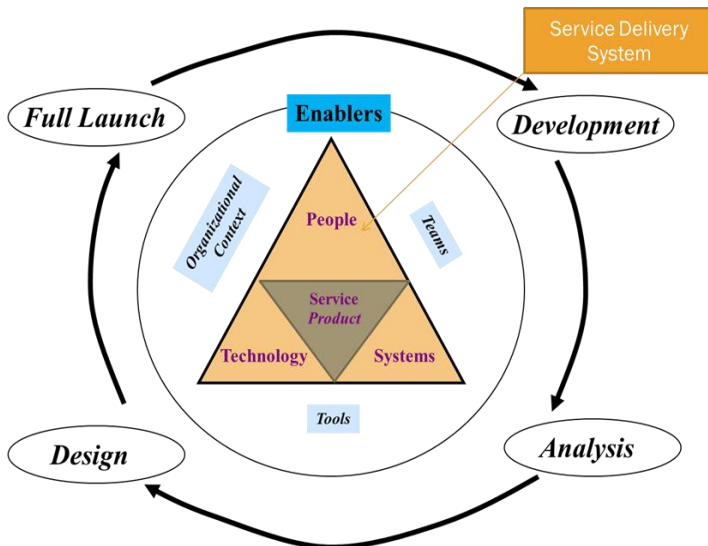 Service Delivery
System
Full Launch
Enablers
Development
Organizational
Context
People
Teams
Service
Product
Technology
Systems
Tools
Design
Analysis